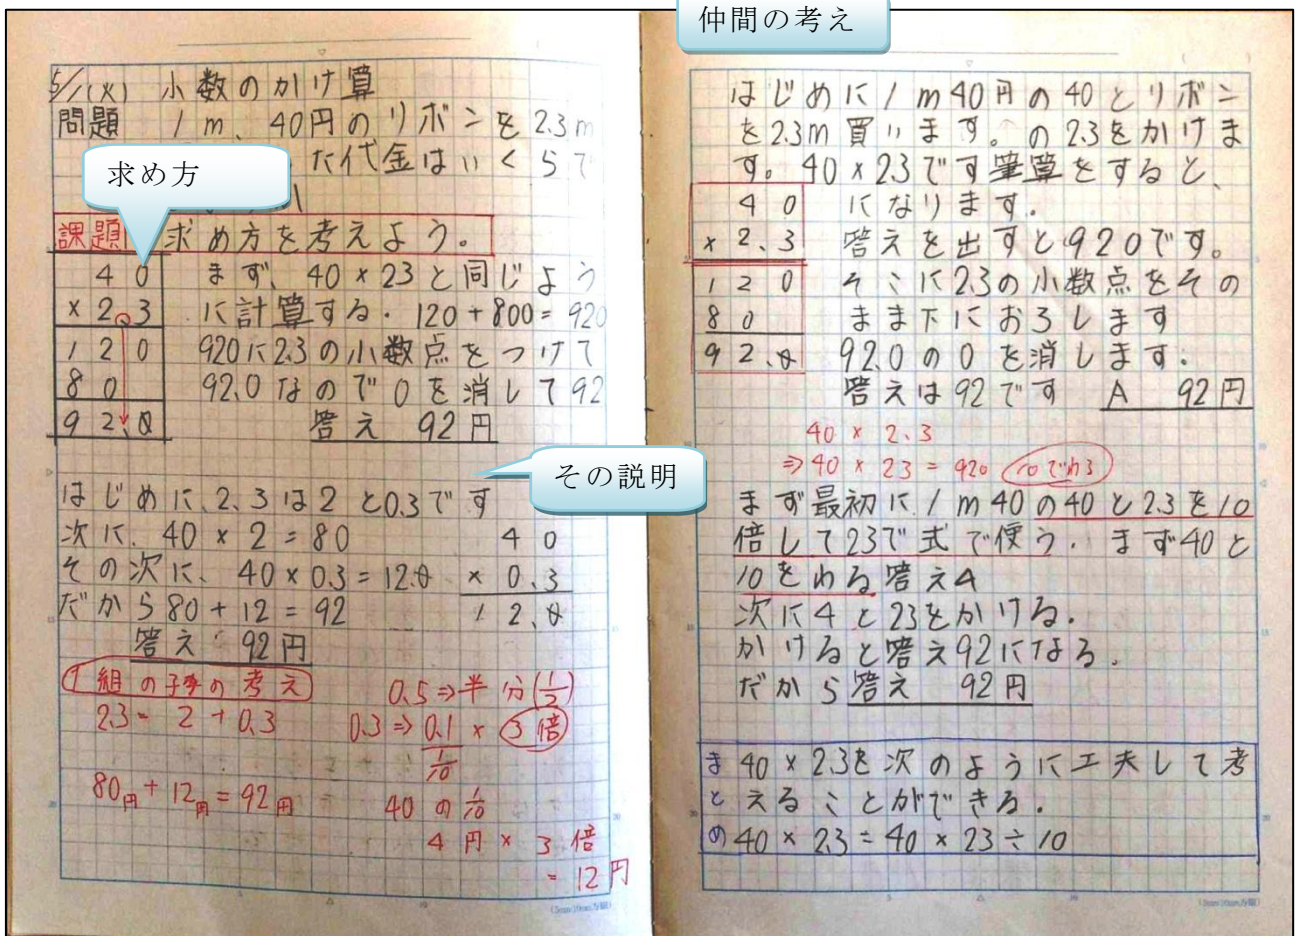 仲間の考え
5/1(火) 小数のかけ算
問題 1m、40円のリボンを2.3m
た代金はいくらで
求め方
課題 求め方を考えよう。
40 まず、40×23と同じよう
×2.3 に計算する. 120+800=920
120 920に2.3の小数点をつけて
80 92.0なので0を消して92
92.0 答え 92円
その説明
はじめに、2.3は2と0.3です
次に、40×2=80 40
その次に、40×0.3=12.0 ×0.3
だから80+12=92 12.0
答え 92円
1組の子の考え 0.5⇒半分(1/2)
2.3=2+0.3 0.3⇒0.1×3倍
1/10
80円+12円=92円 40の1/10
4円×3倍
=12円
はじめに1m40円の40とリボン
を2.3m買います。の2.3をかけま
す。40×2.3です筆算をすると、
40 になります.
×2.3 答えを出すと920です。
120 そこに2.3の小数点をその
80 まま下におろします
92.0 92.0の0を消します.
答えは92です A 92円
40×2.3
⇒40×23=920 10でわる
まず最初に1m40の40と2.3を10
倍して23で式で使う. まず40と
10をわる答え4
次に4と23をかける.
かけると答え92になる.
だから答え 92円
ま 40×2.3を次のように工夫して考
と えることができる.
め 40×2.3=40×23÷10